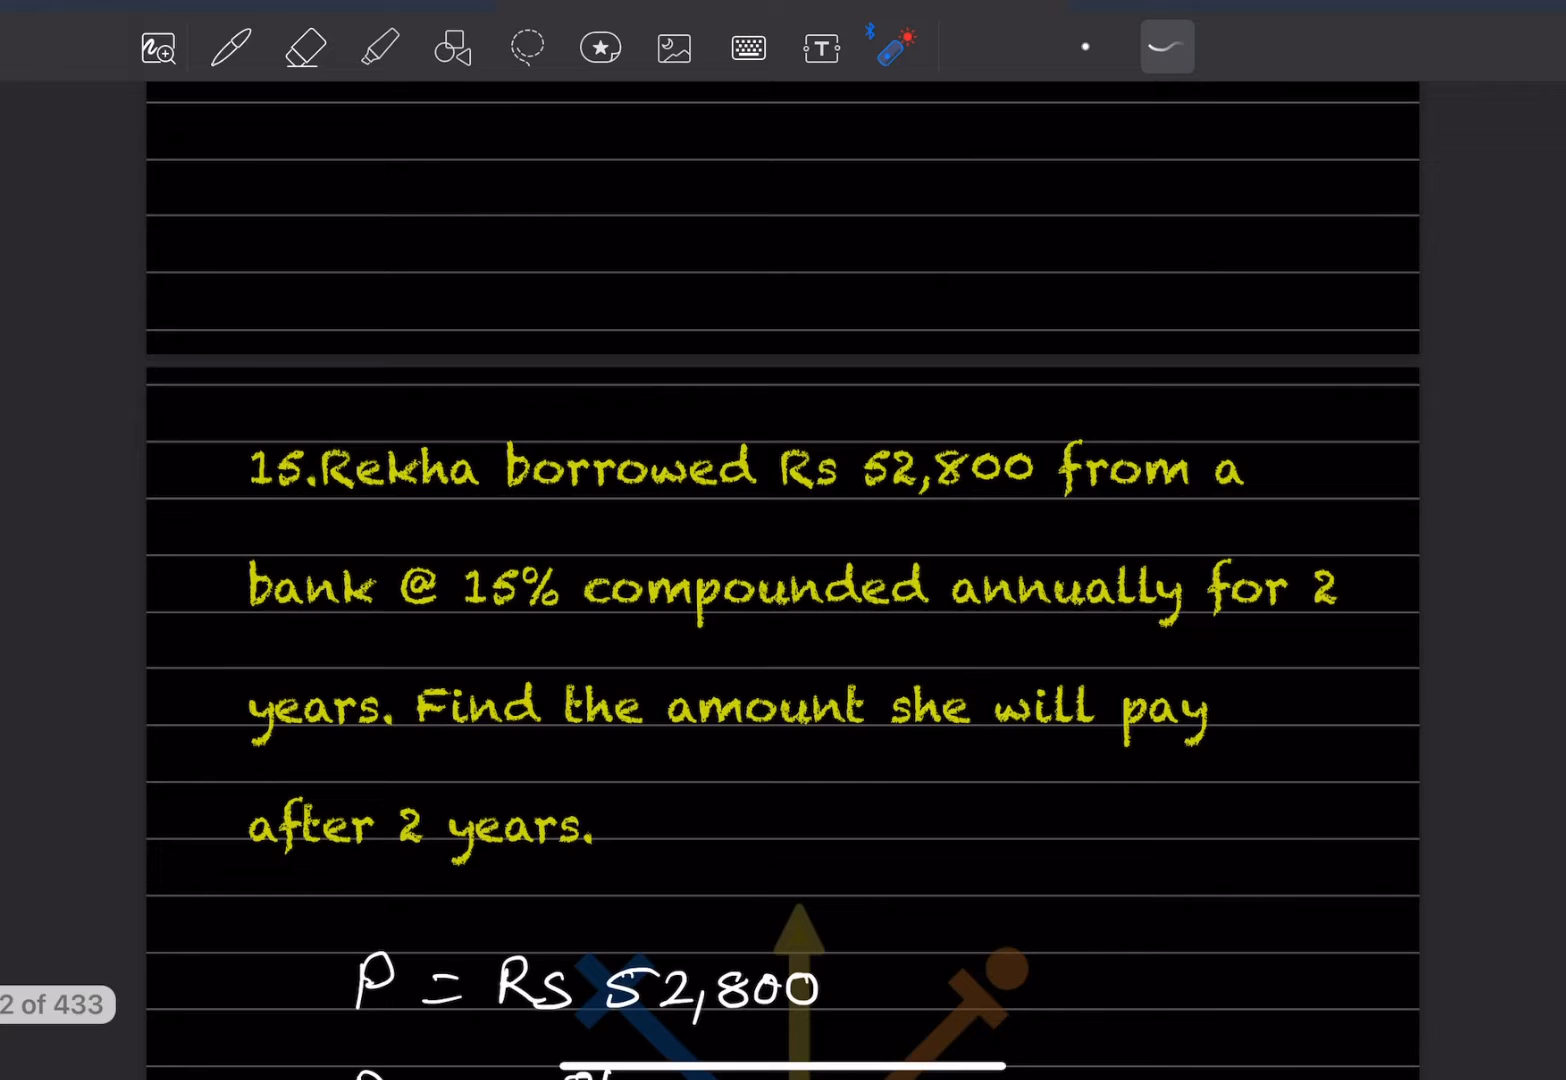 15.Rekha borrowed Rs 52,800 from a
bank @ 15% compounded annually for 2
years. Find the amount she will pay
after 2 years.
P = Rs 52,800
2 of 433